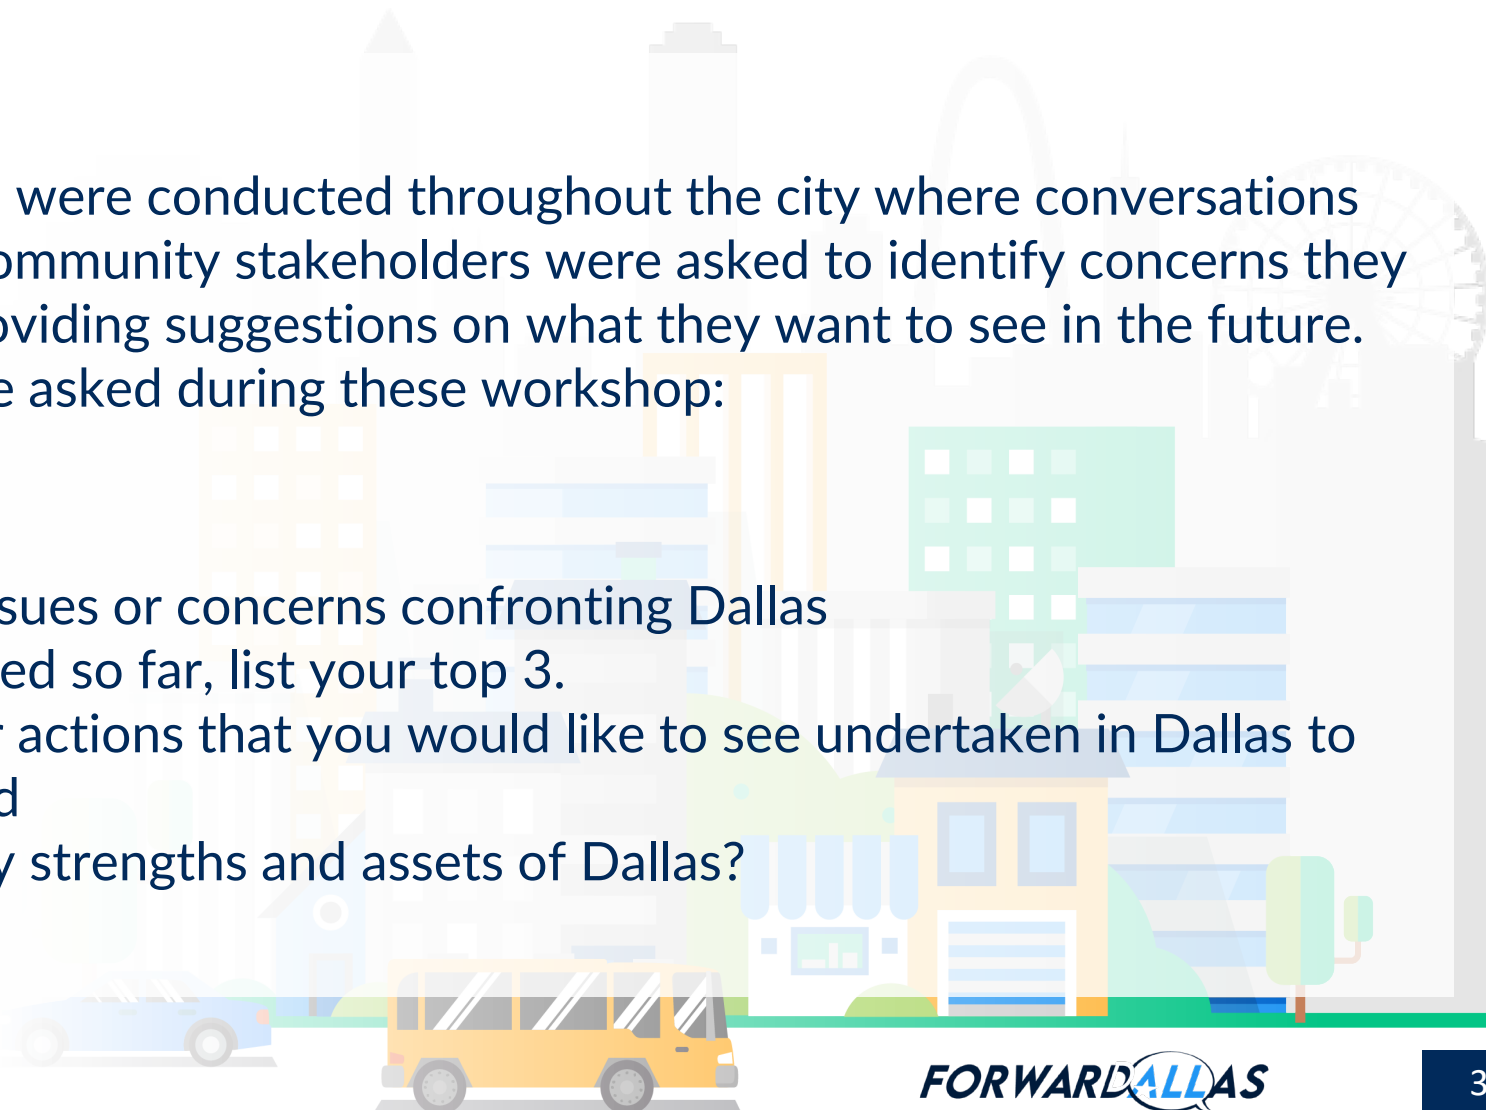 were conducted throughout the city where conversations
ommunity stakeholders were asked to identify concerns they
oviding suggestions on what they want to see in the future.
e asked during these workshop:
sues or concerns confronting Dallas
ed so far, list your top 3.
r actions that you would like to see undertaken in Dallas to
d
y strengths and assets of Dallas?
FORWARDALLAS
3